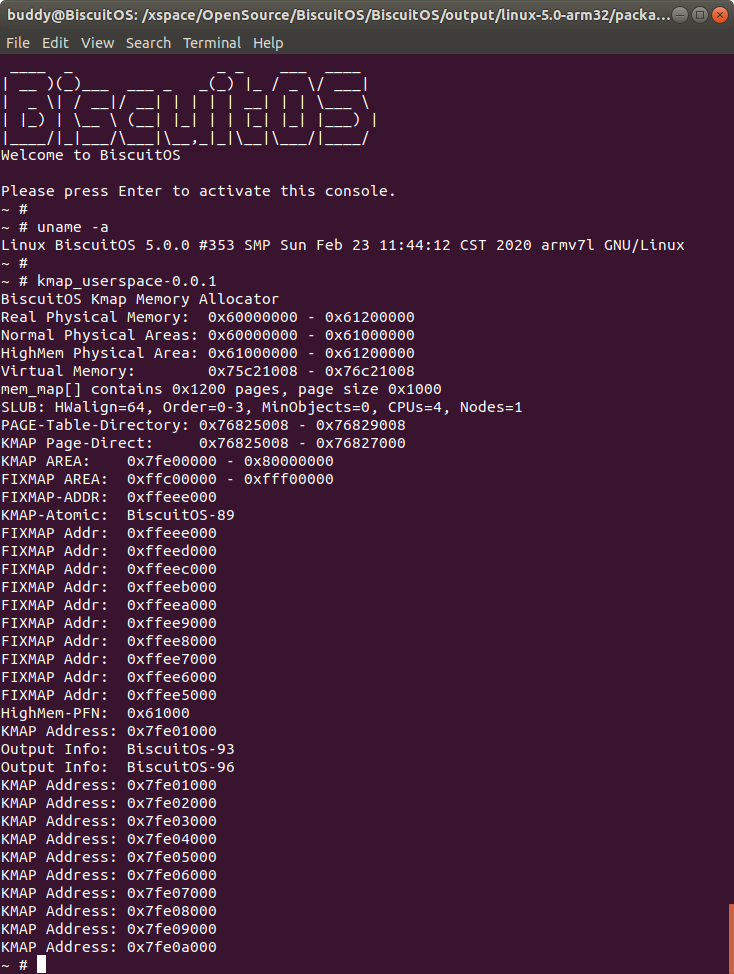 buddy@BiscuitOS: /xspace/OpenSource/BiscuitOS/BiscuitOS/output/linux-5.0-arm32/packa...
File Edit View Search Terminal Help
BiscuitOS
Welcome to BiscuitOS
Please press Enter to activate this console.
~ #
~ # uname -a
Linux BiscuitOS 5.0.0 #353 SMP Sun Feb 23 11:44:12 CST 2020 armv7l GNU/Linux
~ #
~ # kmap_userspace-0.0.1
BiscuitOS Kmap Memory Allocator
Real Physical Memory:  0x60000000 - 0x61200000
Normal Physical Areas: 0x60000000 - 0x61000000
HighMem Physical Area: 0x61000000 - 0x61200000
Virtual Memory:        0x75c21008 - 0x76c21008
mem_map[] contains 0x1200 pages, page size 0x1000
SLUB: HWalign=64, Order=0-3, MinObjects=0, CPUs=4, Nodes=1
PAGE-Table-Directory: 0x76825008 - 0x76829008
KMAP Page-Direct:     0x76825008 - 0x76827000
KMAP AREA:    0x7fe00000 - 0x80000000
FIXMAP AREA:  0xffc00000 - 0xfff00000
FIXMAP-ADDR:  0xffeee000
KMAP-Atomic:  BiscuitOS-89
FIXMAP Addr:  0xffeee000
FIXMAP Addr:  0xffeed000
FIXMAP Addr:  0xffeec000
FIXMAP Addr:  0xffeeb000
FIXMAP Addr:  0xffeea000
FIXMAP Addr:  0xffee9000
FIXMAP Addr:  0xffee8000
FIXMAP Addr:  0xffee7000
FIXMAP Addr:  0xffee6000
FIXMAP Addr:  0xffee5000
HighMem-PFN:  0x61000
KMAP Address: 0x7fe01000
Output Info:  BiscuitOs-93
Output Info:  BiscuitOS-96
KMAP Address: 0x7fe01000
KMAP Address: 0x7fe02000
KMAP Address: 0x7fe03000
KMAP Address: 0x7fe04000
KMAP Address: 0x7fe05000
KMAP Address: 0x7fe06000
KMAP Address: 0x7fe07000
KMAP Address: 0x7fe08000
KMAP Address: 0x7fe09000
KMAP Address: 0x7fe0a000
~ #